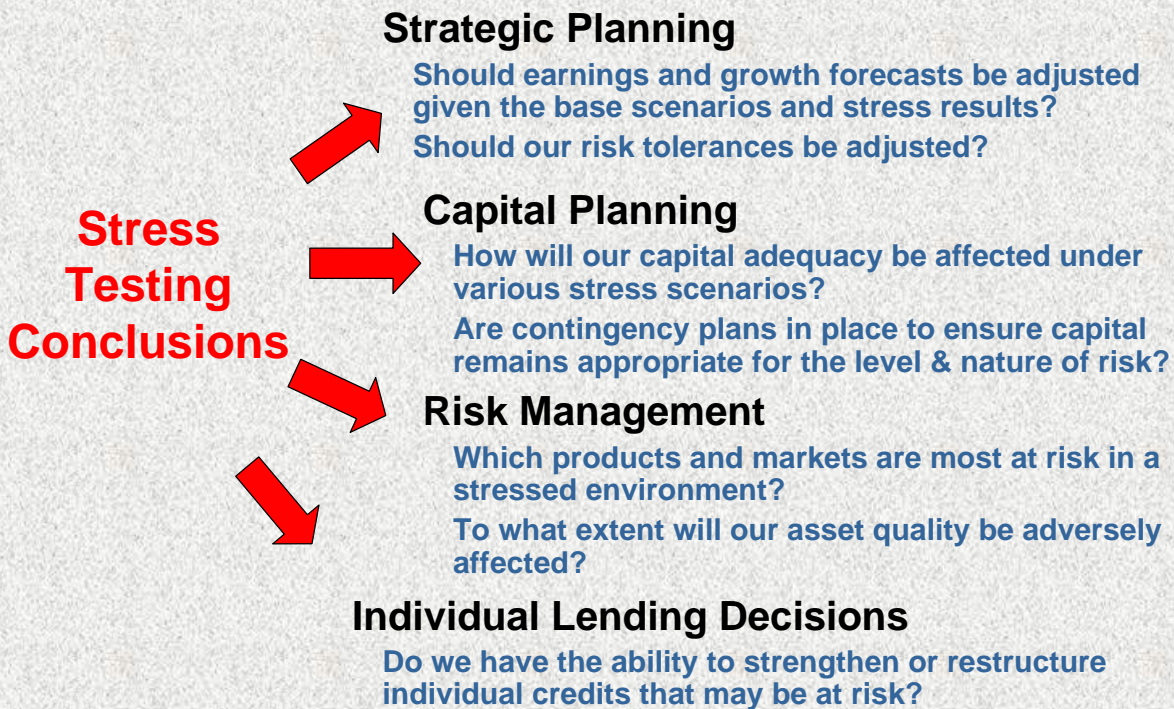 Stress
Testing
Conclusions
Strategic Planning
Should earnings and growth forecasts be adjusted
given the base scenarios and stress results?
Should our risk tolerances be adjusted?
Capital Planning
How will our capital adequacy be affected under
various stress scenarios?
Are contingency plans in place to ensure capital
remains appropriate for the level & nature of risk?
Risk Management
Which products and markets are most at risk in a
stressed environment?
To what extent will our asset quality be adversely
affected?
Individual Lending Decisions
Do we have the ability to strengthen or restructure
individual credits that may be at risk?